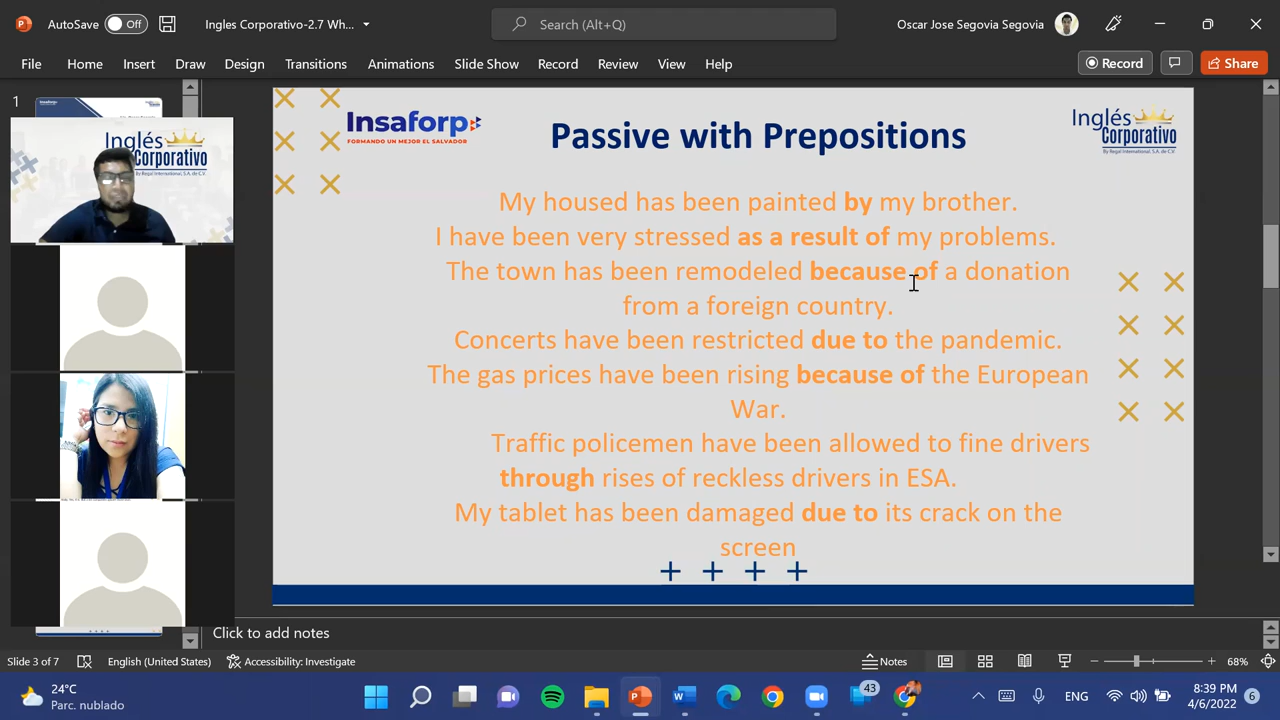 AutoSave Off Ingles Corporativo-2.7 Wh... Search (Alt+Q) Oscar Jose Segovia Segovia
File Home Insert Draw Design Transitions Animations Slide Show Record Review View Help Record Share
1
Inglés Corporativo
Insaforp
FORMANDO UN MEJOR EL SALVADOR
Passive with Prepositions
Inglés Corporativo
By Regal International, S.A. de C.V.
My housed has been painted by my brother.
I have been very stressed as a result of my problems.
The town has been remodeled because of a donation
from a foreign country.
Concerts have been restricted due to the pandemic.
The gas prices have been rising because of the European
War.
Traffic policemen have been allowed to fine drivers
through rises of reckless drivers in ESA.
My tablet has been damaged due to its crack on the
screen
Click to add notes
Slide 3 of 7 English (United States) Accessibility: Investigate Notes 68%
24°C
Parc. nublado
43
ENG
8:39 PM
4/6/2022
6